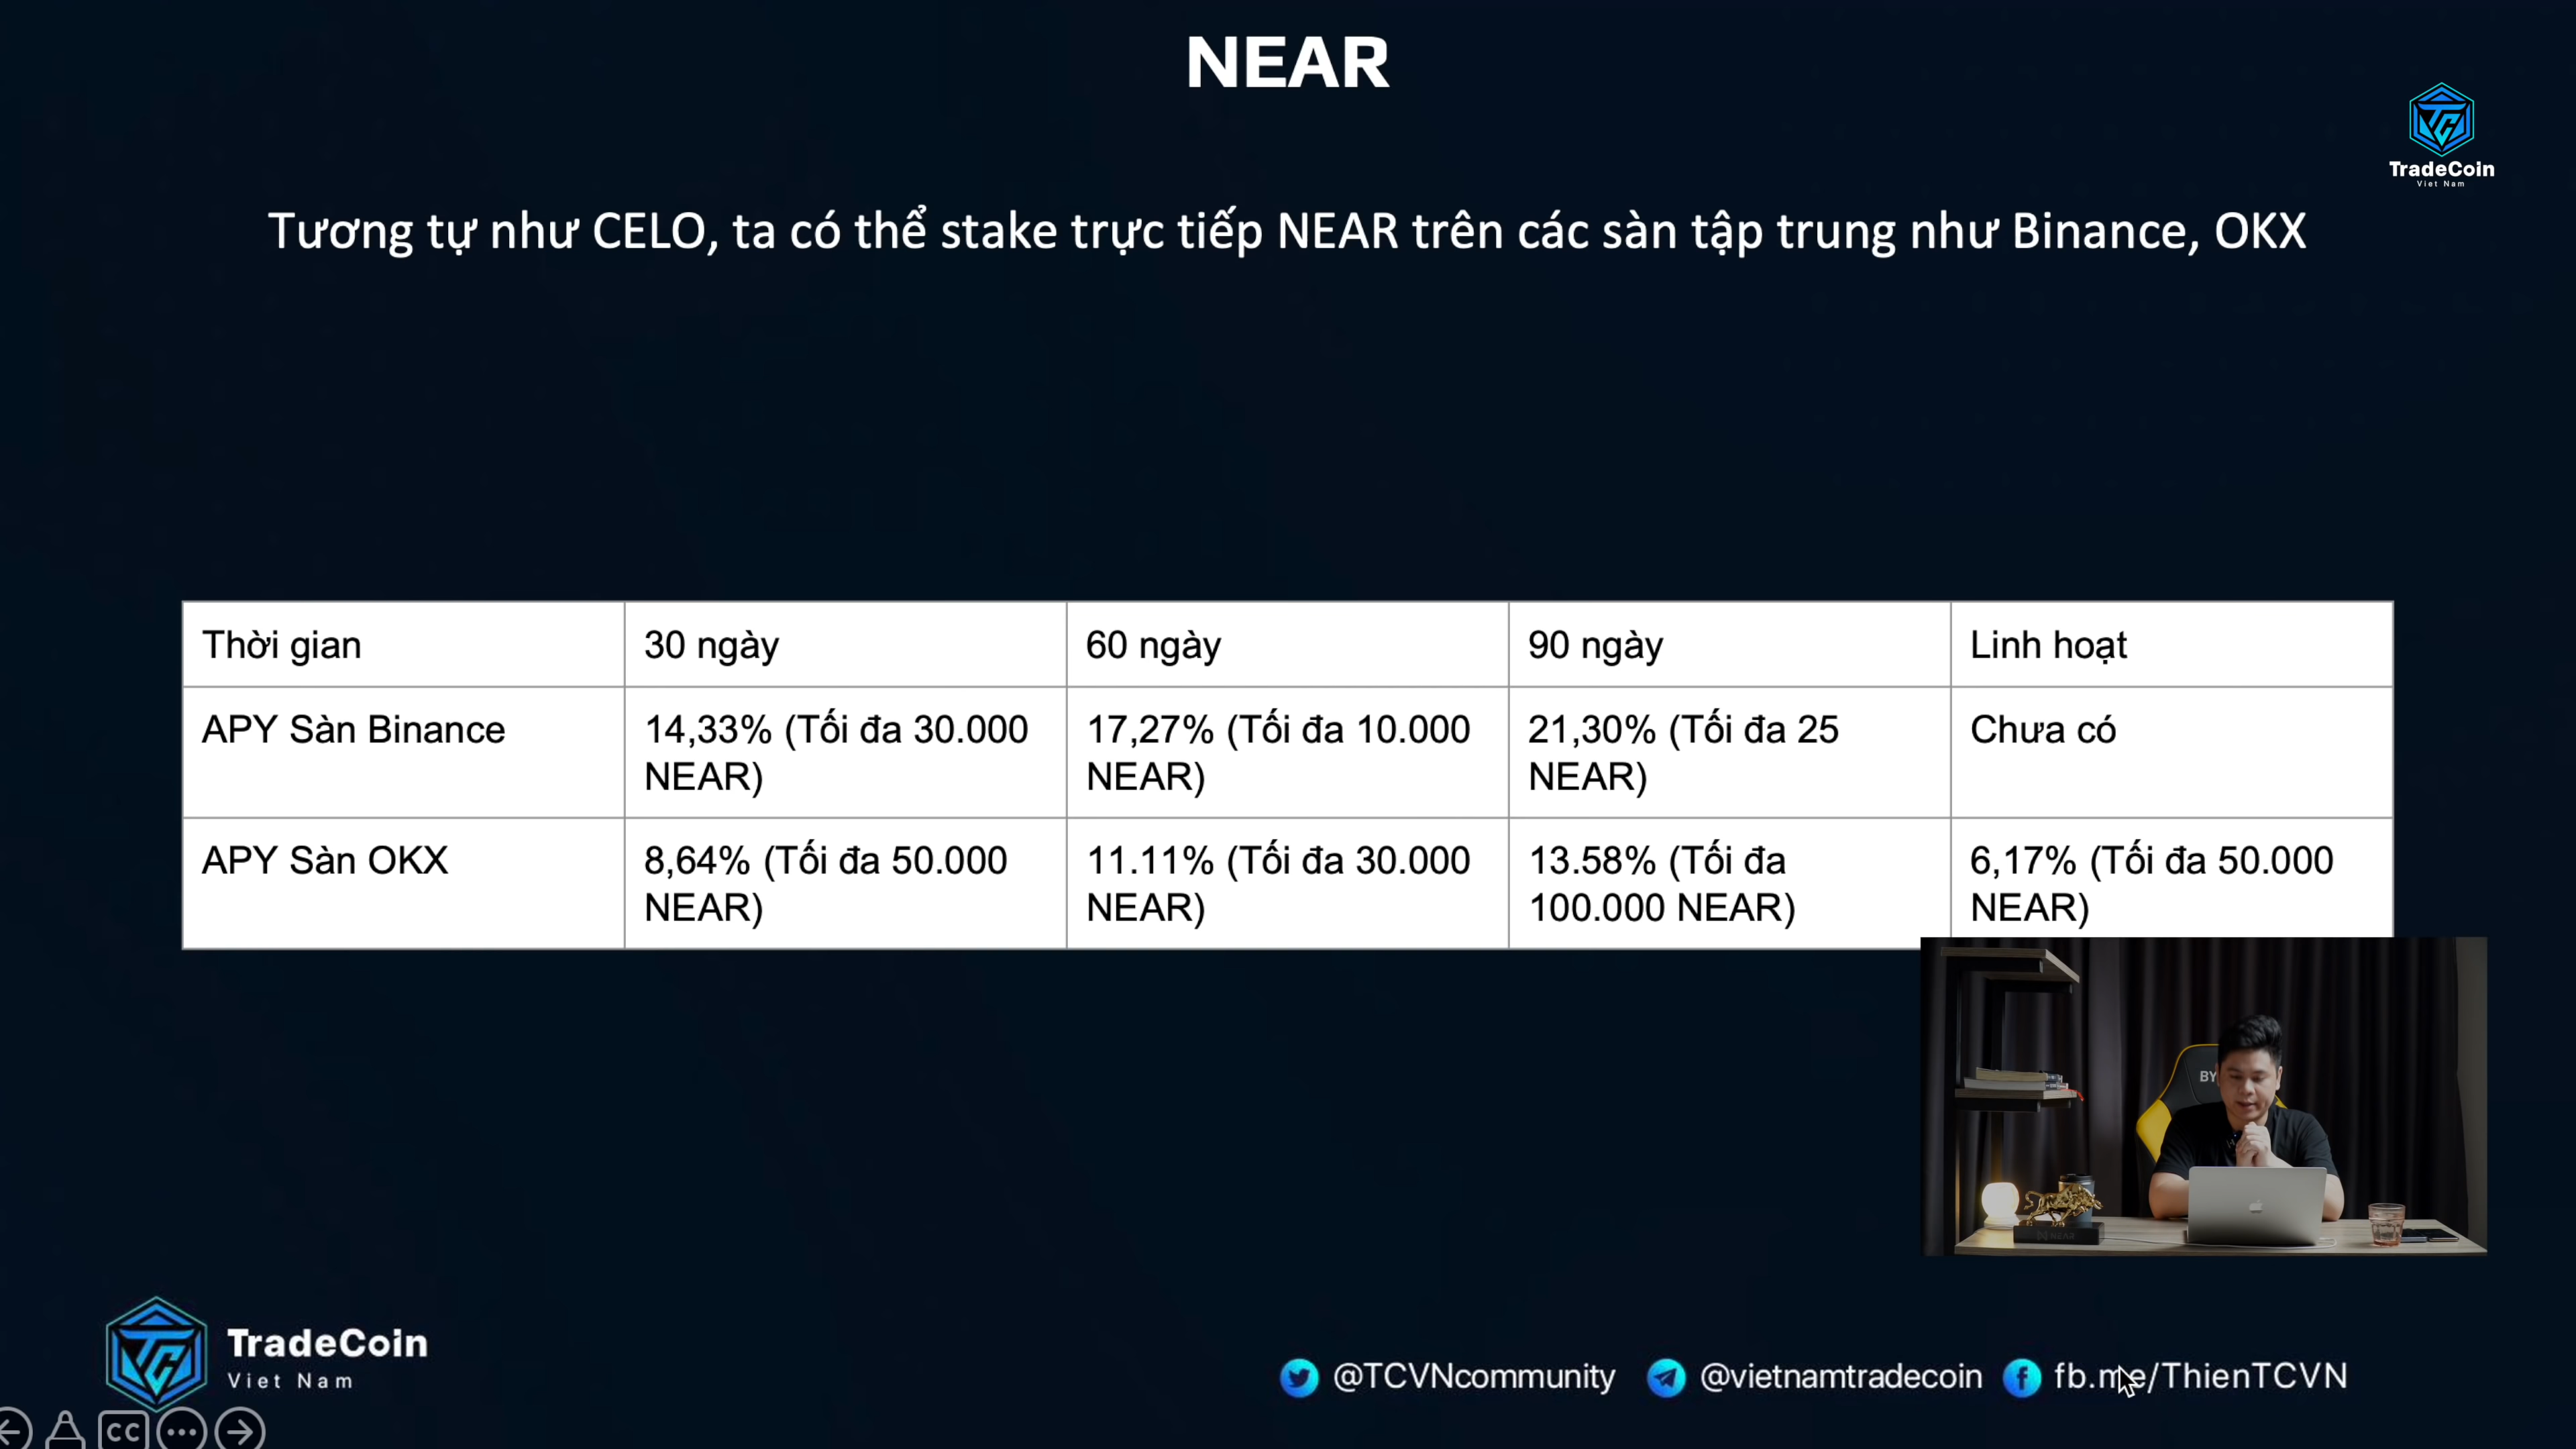 NEAR
TradeCoin
Viet Nam
Tương tự như CELO, ta có thể stake trực tiếp NEAR trên các sàn tập trung như Binance, OKX
Thời gian
30 ngày
60 ngày
90 ngày
Linh hoạt
APY Sàn Binance
14,33% (Tối đa 30.000
NEAR)
17,27% (Tối đa 10.000
NEAR)
21,30% (Tối đa 25
NEAR)
Chưa có
APY Sàn OKX
8,64% (Tối đa 50.000
NEAR)
11.11% (Tối đa 30.000
NEAR)
13.58% (Tối đa
100.000 NEAR)
6,17% (Tối đa 50.000
NEAR)
BY
NEAR
TradeCoin
Viet Nam
@TCVNcommunity
@vietnamtradecoin
fb.me/ThienTCVN
CC